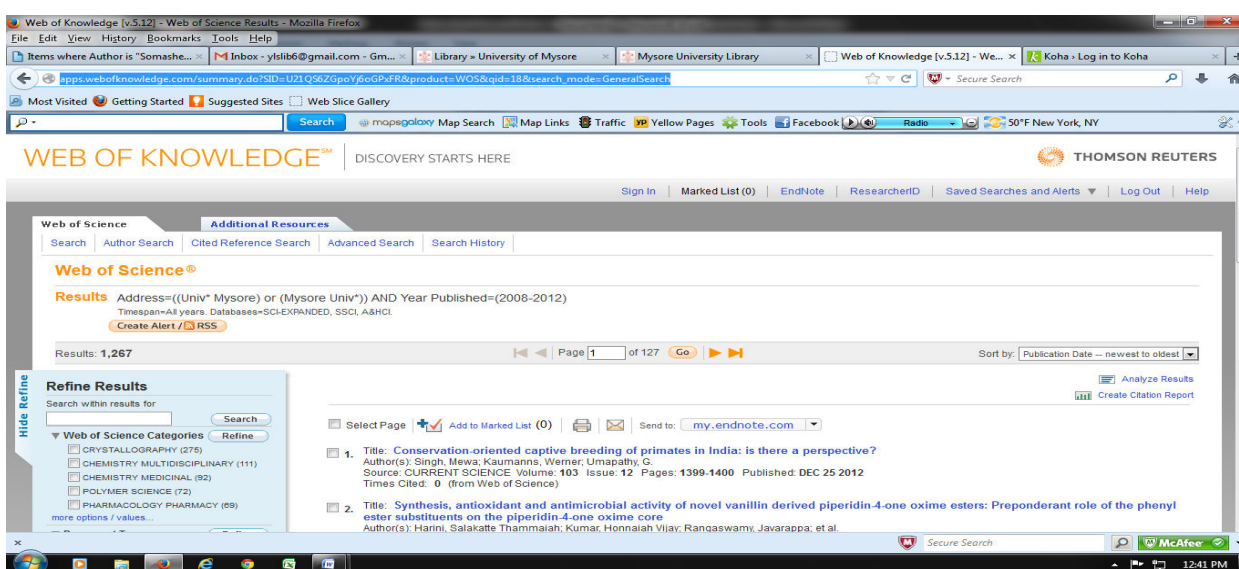 Web of Knowledge [v.5.12] - Web of Science Results - Mozilla Firefox
File Edit View History Bookmarks Tools Help
Items where Author is "Somashe... × Inbox - ylslib6@gmail.com - Gm... × Library » University of Mysore × Mysore University Library × Web of Knowledge [v.5.12] - We... × Koha › Log in to Koha ×
apps.webofknowledge.com/summary.do?SID=U21QS6ZGpoYj6oGPxFR&product=WOS&qid=18&search_mode=GeneralSearch Secure Search
Most Visited Getting Started Suggested Sites Web Slice Gallery
Search mapsgalaxy Map Search Map Links Traffic YP Yellow Pages Tools Facebook Radio 50°F New York, NY
WEB OF KNOWLEDGE℠ DISCOVERY STARTS HERE THOMSON REUTERS
Sign In Marked List (0) EndNote ResearcherID Saved Searches and Alerts Log Out Help
Web of Science Additional Resources
Search Author Search Cited Reference Search Advanced Search Search History
Web of Science®
Results Address=((Univ* Mysore) or (Mysore Univ*)) AND Year Published=(2008-2012)
Timespan=All years. Databases=SCI-EXPANDED, SSCI, A&HCI.
Create Alert / RSS
Results: 1,267 Page 1 of 127 Go Sort by: Publication Date -- newest to oldest
Hide Refine
Refine Results
Search within results for
Search
Web of Science Categories Refine
CRYSTALLOGRAPHY (275)
CHEMISTRY MULTIDISCIPLINARY (111)
CHEMISTRY MEDICINAL (92)
POLYMER SCIENCE (72)
PHARMACOLOGY PHARMACY (69)
more options / values...
Analyze Results
Create Citation Report
Select Page Add to Marked List (0) Send to: my.endnote.com
1. Title: Conservation-oriented captive breeding of primates in India: is there a perspective?
Author(s): Singh, Mewa; Kaumanns, Werner; Umapathy, G.
Source: CURRENT SCIENCE Volume: 103 Issue: 12 Pages: 1399-1400 Published: DEC 25 2012
Times Cited: 0 (from Web of Science)
2. Title: Synthesis, antioxidant and antimicrobial activity of novel vanillin derived piperidin-4-one oxime esters: Preponderant role of the phenyl
ester substituents on the piperidin-4-one oxime core
Author(s): Harini, Salakatte Thammaiah; Kumar, Honnaiah Vijay; Rangaswamy, Javarappa; et al.
× Secure Search McAfee
12:41 PM